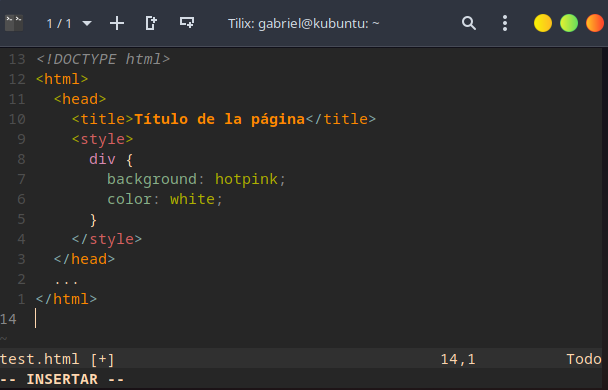 1 / 1 Tilix: gabriel@kubuntu: ~
13 <!DOCTYPE html>
12 <html>
11   <head>
10     <title>Título de la página</title>
9     <style>
8       div {
7         background: hotpink;
6         color: white;
5       }
4     </style>
3   </head>
2   ...
1 </html>
14
~
test.html [+] 14,1 Todo
-- INSERTAR --